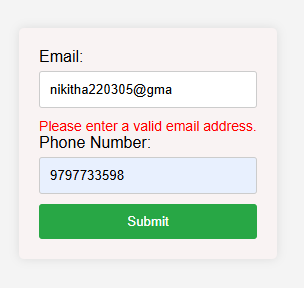 Email:
nikitha220305@gma
Please enter a valid email address.
Phone Number:
9797733598
Submit